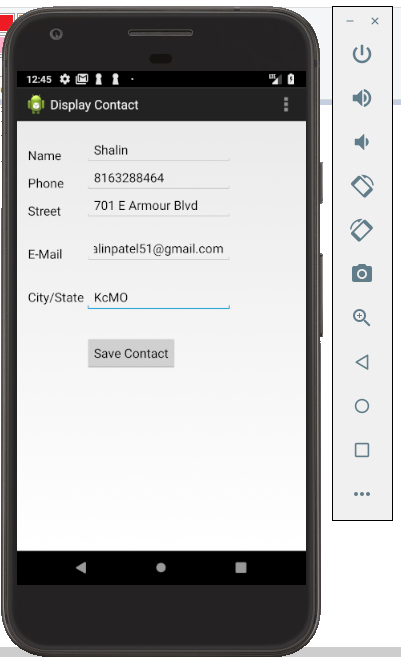 12:45
Display Contact
Name Shalin
Phone 8163288464
Street 701 E Armour Blvd
E-Mail alinpatel51@gmail.com
City/State KcMO
Save Contact